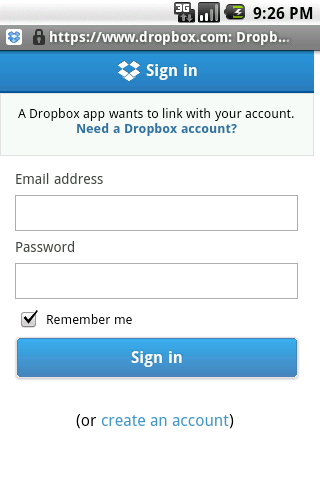 3G 9:26 PM
https://www.dropbox.com: Dropb...
Sign in
A Dropbox app wants to link with your account.
Need a Dropbox account?
Email address
Password
Remember me
Sign in
(or create an account)